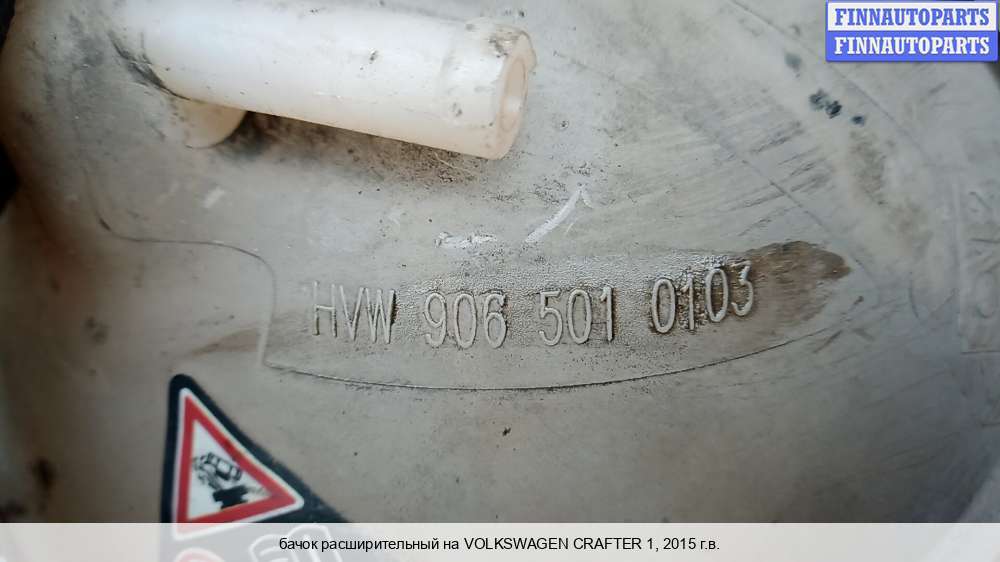 FINNAUTOPARTS
FINNAUTOPARTS
HVW 906 501 0103
бачок расширительный на VOLKSWAGEN CRAFTER 1, 2015 г.в.